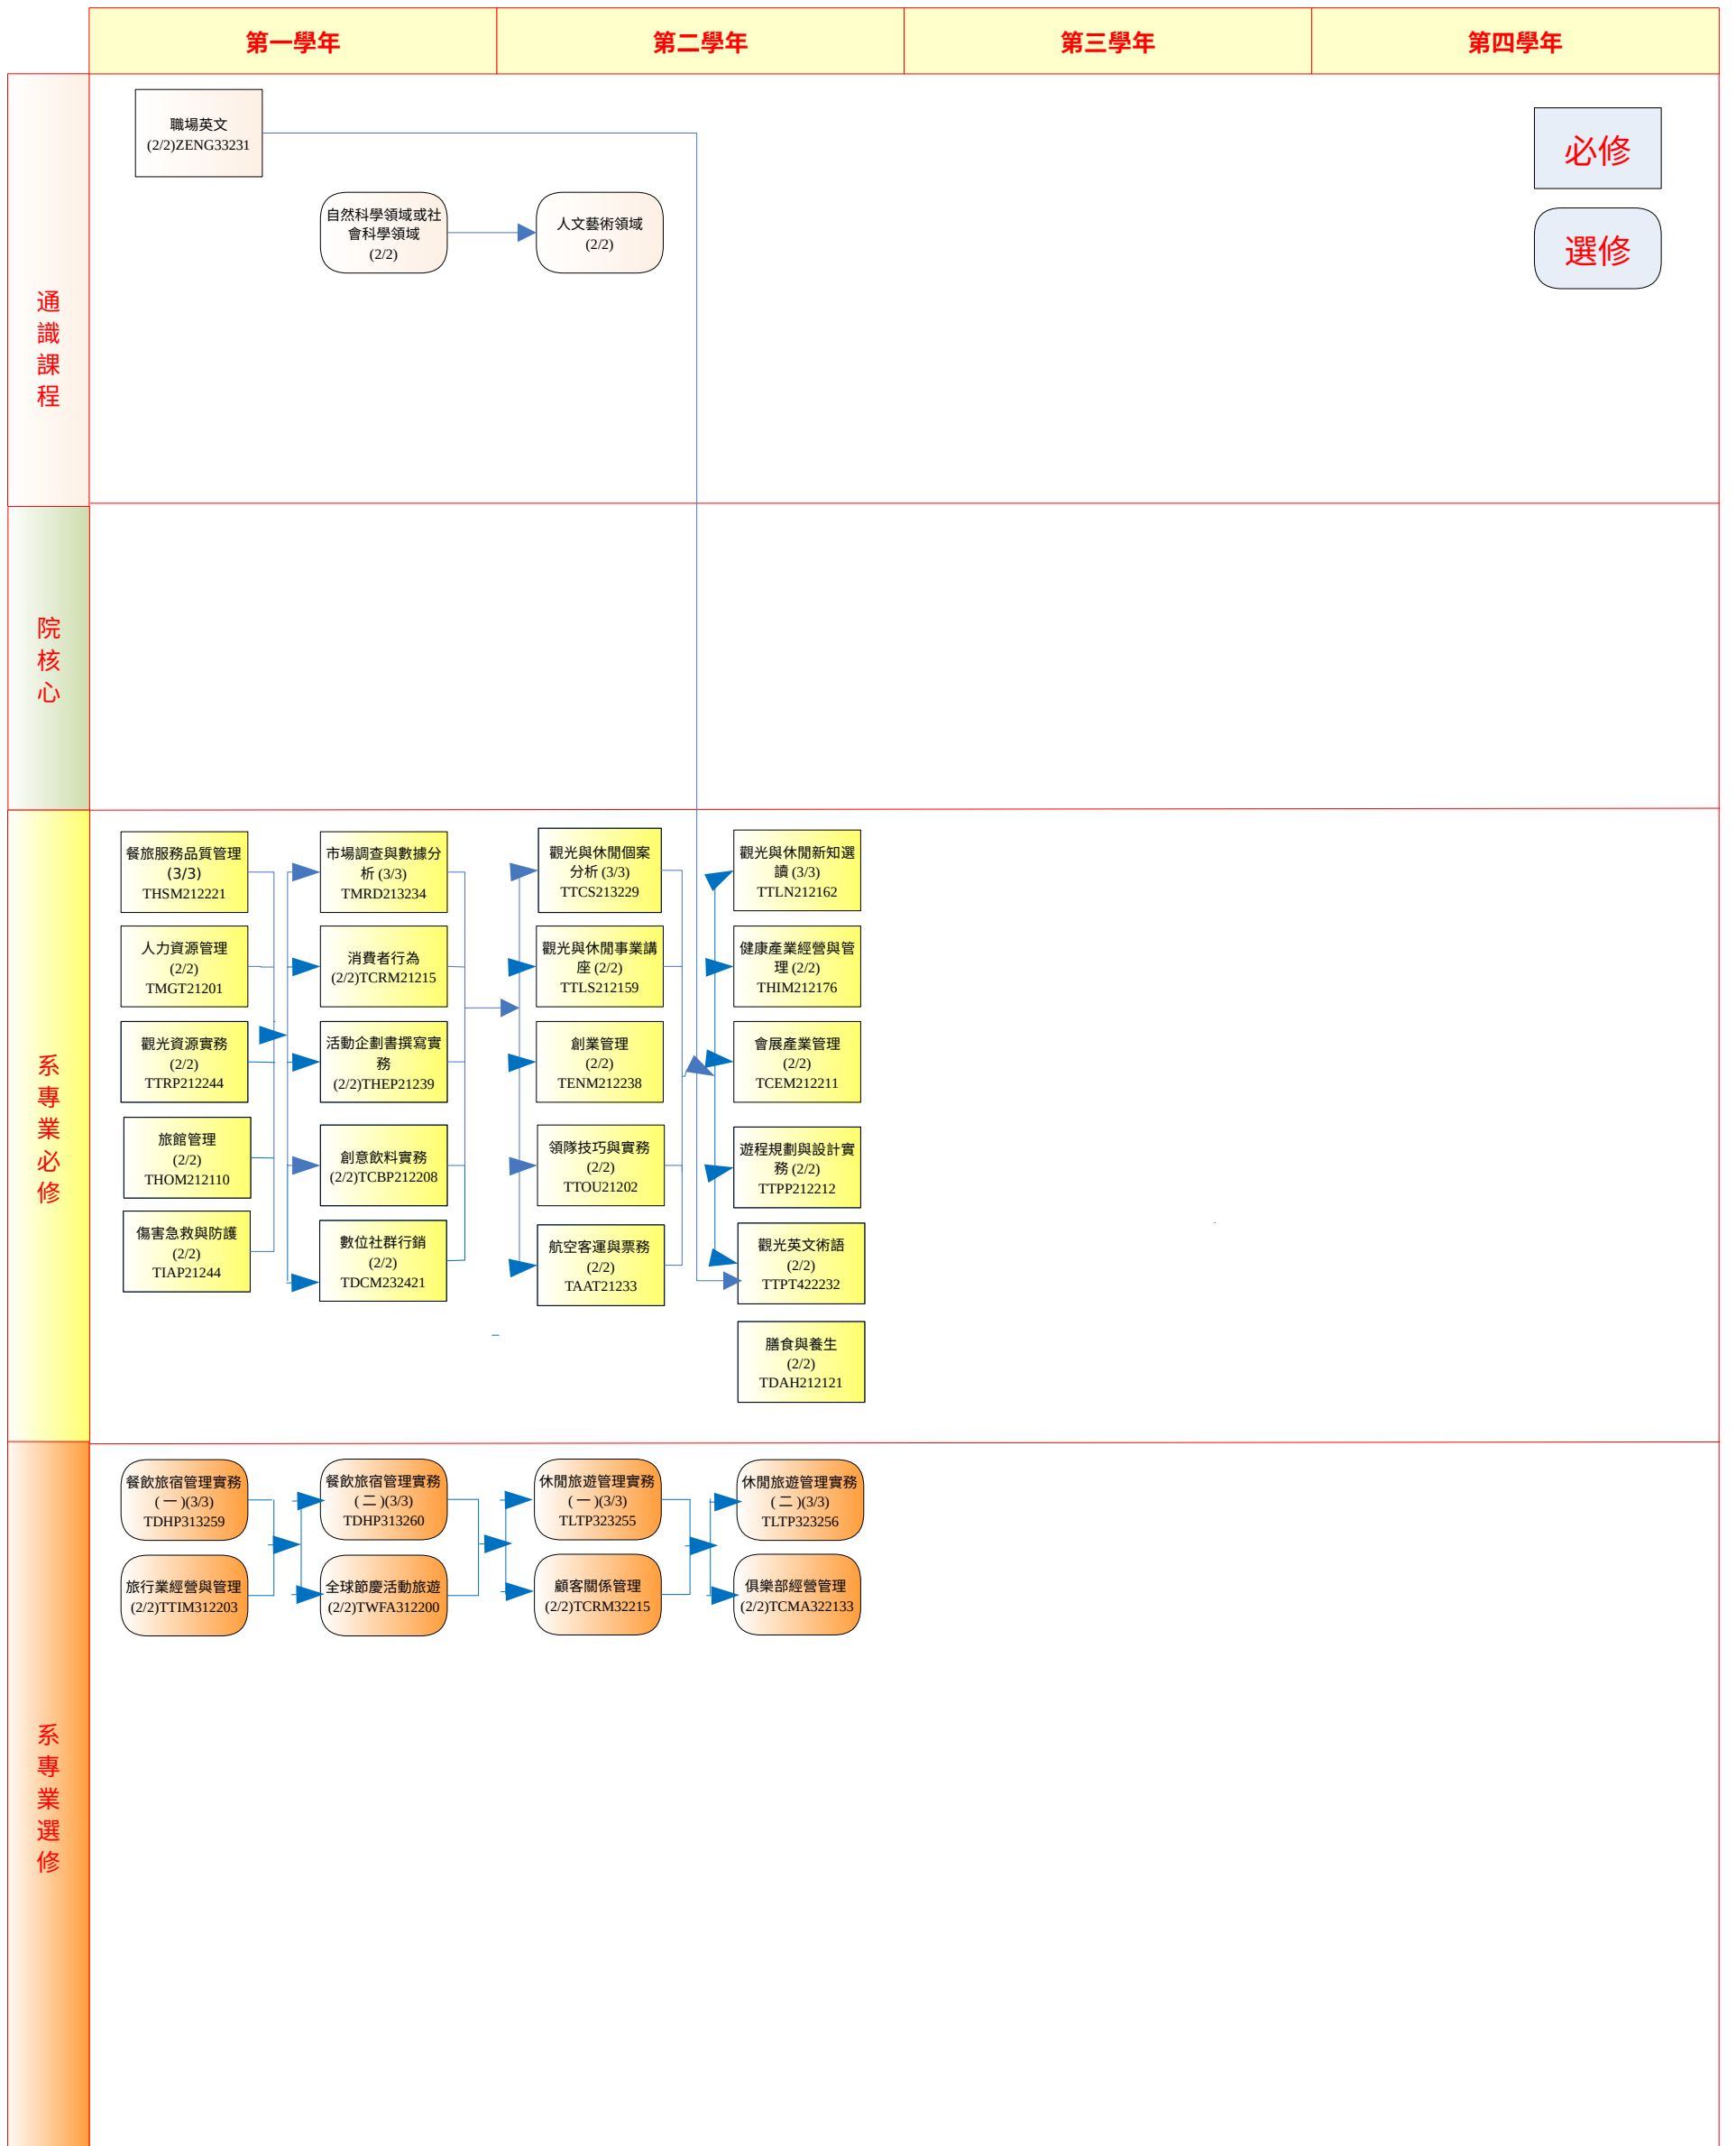 第一學年
第二學年
第三學年
第四學年
通
識
課
程
職場英文
(2/2)ZENG33231
自然科學領域或社
會科學領域
(2/2)
人文藝術領域
(2/2)
必修
選修
院
核
心
系
專
業
必
修
餐旅服務品質管理
(3/3)
THSM212221
人力資源管理
(2/2)
TMGT21201
觀光資源實務
(2/2)
TTRP212244
旅館管理
(2/2)
THOM212110
傷害急救與防護
(2/2)
TIAP21244
市場調查與數據分
析 (3/3)
TMRD213234
消費者行為
(2/2)TCRM21215
活動企劃書撰寫實
務
(2/2)THEP21239
創意飲料實務
(2/2)TCBP212208
數位社群行銷
(2/2)
TDCM232421
觀光與休閒個案
分析 (3/3)
TTCS213229
觀光與休閒事業講
座 (2/2)
TTLS212159
創業管理
(2/2)
TENM212238
領隊技巧與實務
(2/2)
TTOU21202
航空客運與票務
(2/2)
TAAT21233
觀光與休閒新知選
讀 (3/3)
TTLN212162
健康產業經營與管
理 (2/2)
THIM212176
會展產業管理
(2/2)
TCEM212211
遊程規劃與設計實
務 (2/2)
TTPP212212
觀光英文術語
(2/2)
TTPT422232
膳食與養生
(2/2)
TDAH212121
系
專
業
選
修
餐飲旅宿管理實務
( 一 )(3/3)
TDHP313259
旅行業經營與管理
(2/2)TTIM312203
餐飲旅宿管理實務
( 二 )(3/3)
TDHP313260
全球節慶活動旅遊
(2/2)TWFA312200
休閒旅遊管理實務
( 一 )(3/3)
TLTP323255
顧客關係管理
(2/2)TCRM32215
休閒旅遊管理實務
( 二 )(3/3)
TLTP323256
俱樂部經營管理
(2/2)TCMA322133